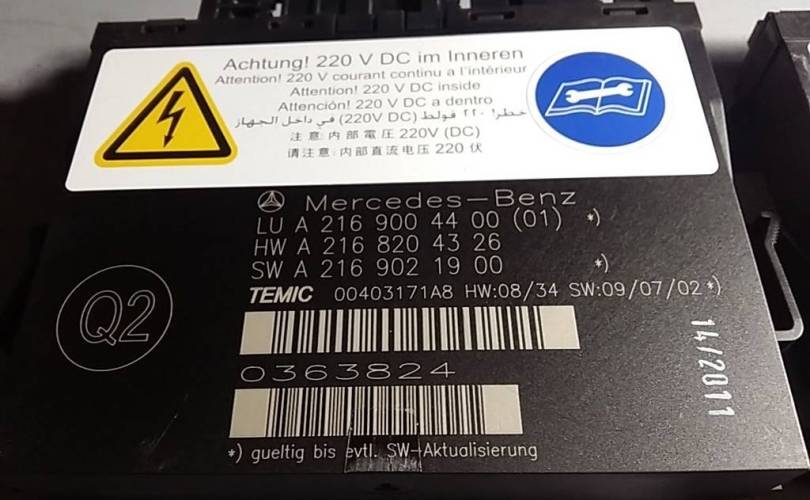 Achtung! 220 V DC im Inneren
Attention! 220 V courant continu a l'intérieur
Attention! 220 V DC inside
Attención! 220 V DC a dentro
خطر! ٢٢٠ فولط (220V DC) في داخل الجهاز
注意 内部電圧 220V (DC)
请注意: 内部直流电压 220 伏
Mercedes-Benz
LU A 216 900 44 00 (01) *)
HW A 216 820 43 26
SW A 216 902 19 00 *)
TEMIC 00403171A8 HW:08/34 SW:09/07/02 *)
Q2
14/2011
0363824
*) gueltig bis evtl. SW-Aktualisierung